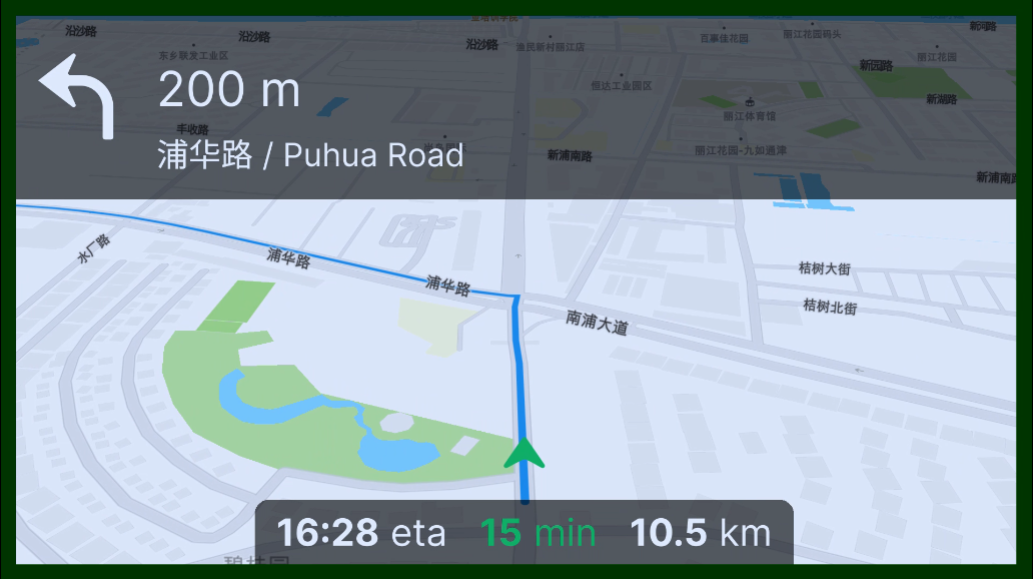 沿沙路
沿沙路
沿沙路
渔民新村丽江店
百事佳花园
丽江花园码头
新河路
东乡联发工业区
新园路
丽江花园
恒达工业园区
新湖路
200 m
丽江体育馆
丰收路
浦华路 / Puhua Road
新浦南路
丽江花园-九如通津
新浦南路
水厂路
浦华路
浦华路
南浦大道
桔树大街
桔树北街
16:28 eta 15 min 10.5 km